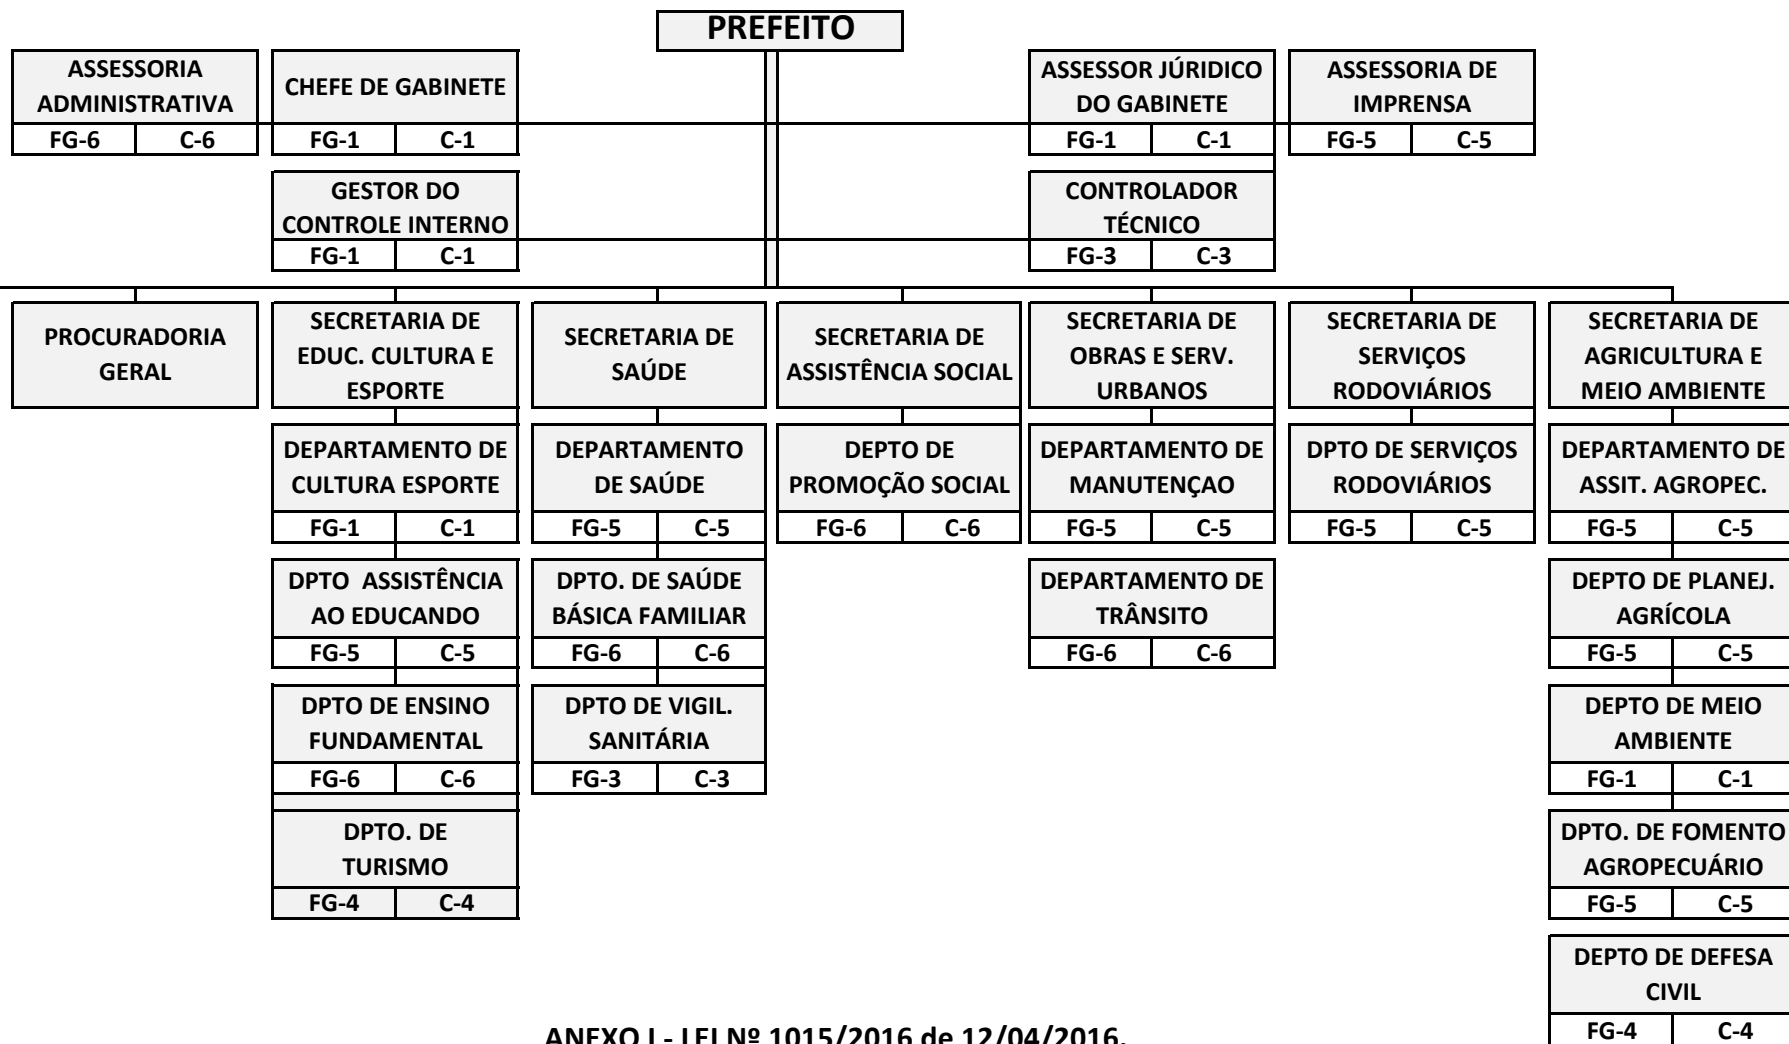 PREFEITO
ASSESSORIA
ADMINISTRATIVA
FG-6 C-6
CHEFE DE GABINETE
FG-1 C-1
ASSESSOR JÚRIDICO
DO GABINETE
FG-1 C-1
ASSESSORIA DE
IMPRENSA
FG-5 C-5
GESTOR DO
CONTROLE INTERNO
FG-1 C-1
CONTROLADOR
TÉCNICO
FG-3 C-3
PROCURADORIA
GERAL
SECRETARIA DE
EDUC. CULTURA E
ESPORTE
DEPARTAMENTO DE
CULTURA ESPORTE
FG-1 C-1
DPTO ASSISTÊNCIA
AO EDUCANDO
FG-5 C-5
DPTO DE ENSINO
FUNDAMENTAL
FG-6 C-6
DPTO. DE
TURISMO
FG-4 C-4
SECRETARIA DE
SAÚDE
DEPARTAMENTO
DE SAÚDE
FG-5 C-5
DPTO. DE SAÚDE
BÁSICA FAMILIAR
FG-6 C-6
DPTO DE VIGIL.
SANITÁRIA
FG-3 C-3
SECRETARIA DE
ASSISTÊNCIA SOCIAL
DEPTO DE
PROMOÇÃO SOCIAL
FG-6 C-6
SECRETARIA DE
OBRAS E SERV.
URBANOS
DEPARTAMENTO DE
MANUTENÇAO
FG-5 C-5
DEPARTAMENTO DE
TRÂNSITO
FG-6 C-6
SECRETARIA DE
SERVIÇOS
RODOVIÁRIOS
DPTO DE SERVIÇOS
RODOVIÁRIOS
FG-5 C-5
SECRETARIA DE
AGRICULTURA E
MEIO AMBIENTE
DEPARTAMENTO DE
ASSIT. AGROPEC.
FG-5 C-5
DEPTO DE PLANEJ.
AGRÍCOLA
FG-5 C-5
DEPTO DE MEIO
AMBIENTE
FG-1 C-1
DPTO. DE FOMENTO
AGROPECUÁRIO
FG-5 C-5
DEPTO DE DEFESA
CIVIL
FG-4 C-4
ANEXO I - LEI Nº 1015/2016 de 12/04/2016.